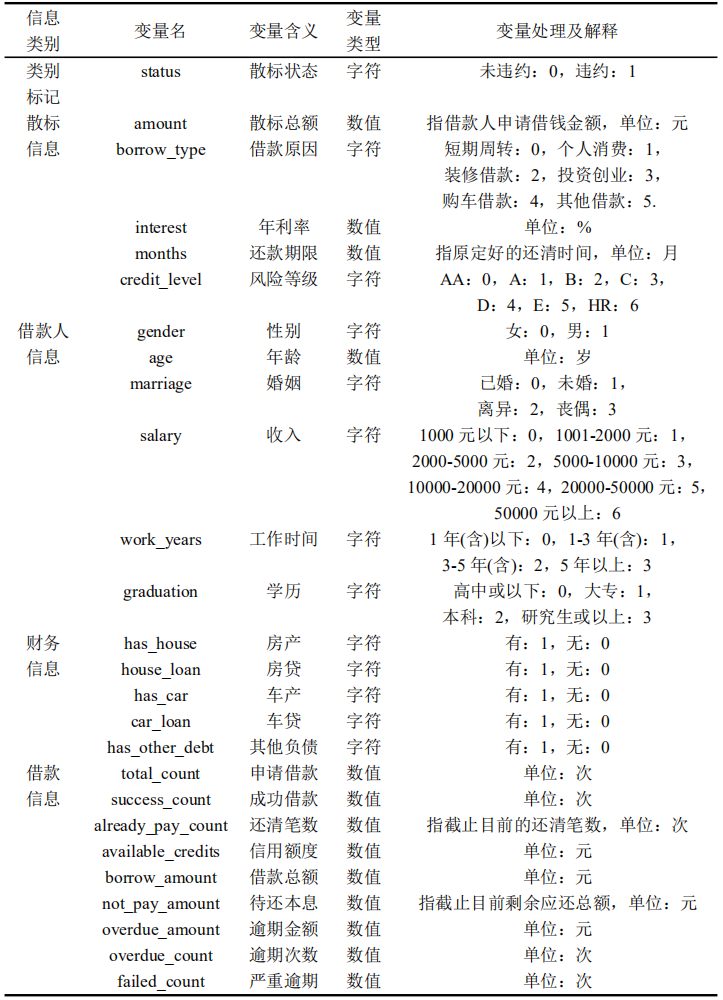 信息类别 变量名 变量含义 变量类型 变量处理及解释
类别标记 status 散标状态 字符 未违约：0，违约：1
散标信息 amount 散标总额 数值 指借款人申请借钱金额，单位：元
borrow_type 借款原因 字符 短期周转：0，个人消费：1，
装修借款：2，投资创业：3，
购车借款：4，其他借款：5.
interest 年利率 数值 单位：%
months 还款期限 数值 指原定好的还清时间，单位：月
credit_level 风险等级 字符 AA：0，A：1，B：2，C：3，
D：4，E：5，HR：6
借款人信息 gender 性别 字符 女：0，男：1
age 年龄 数值 单位：岁
marriage 婚姻 字符 已婚：0，未婚：1，
离异：2，丧偶：3
salary 收入 字符 1000 元以下：0，1001-2000 元：1，
2000-5000 元：2，5000-10000 元：3，
10000-20000 元：4，20000-50000 元：5，
50000 元以上：6
work_years 工作时间 字符 1 年(含)以下：0，1-3 年(含)：1，
3-5 年(含)：2，5 年以上：3
graduation 学历 字符 高中或以下：0，大专：1，
本科：2，研究生或以上：3
财务信息 has_house 房产 字符 有：1，无：0
house_loan 房贷 字符 有：1，无：0
has_car 车产 字符 有：1，无：0
car_loan 车贷 字符 有：1，无：0
has_other_debt 其他负债 字符 有：1，无：0
借款信息 total_count 申请借款 数值 单位：次
success_count 成功借款 数值 单位：次
already_pay_count 还清笔数 数值 指截止目前的还清笔数，单位：次
available_credits 信用额度 数值 单位：元
borrow_amount 借款总额 数值 单位：元
not_pay_amount 待还本息 数值 指截止目前剩余应还总额，单位：元
overdue_amount 逾期金额 数值 单位：元
overdue_count 逾期次数 数值 单位：次
failed_count 严重逾期 数值 单位：次